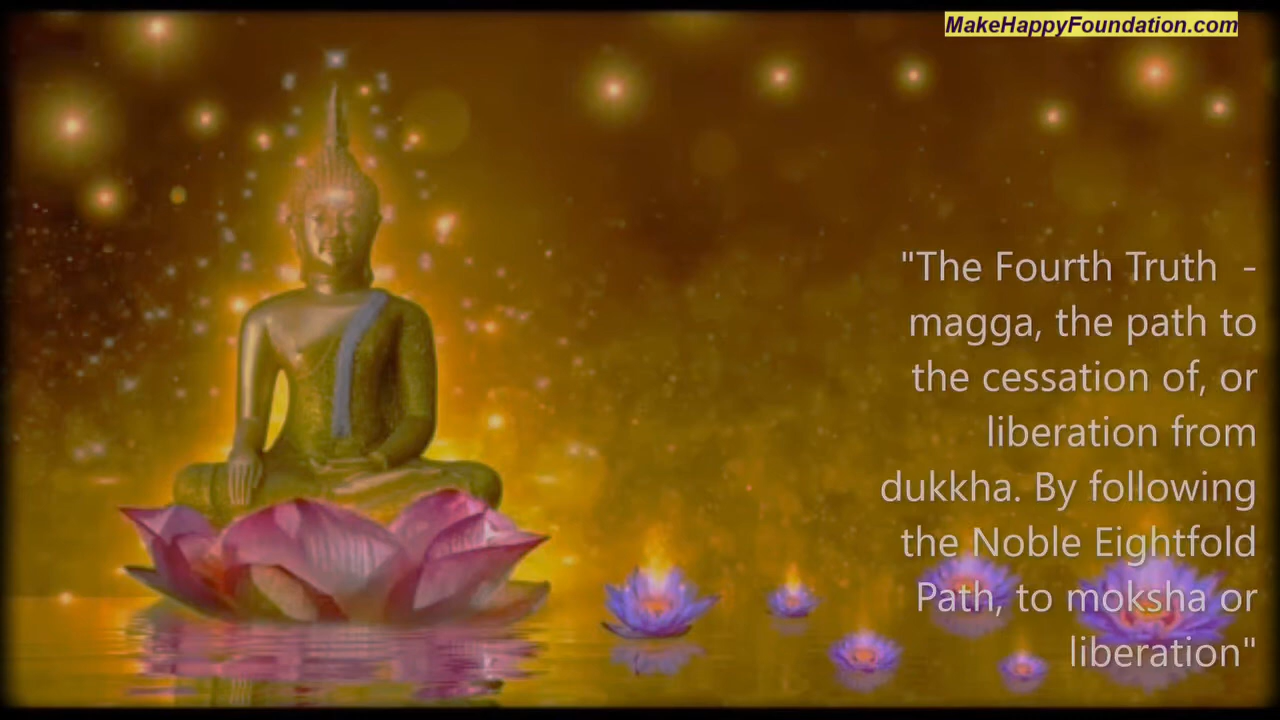 MakeHappyFoundation.com
"The Fourth Truth  -
magga, the path to
the cessation of, or
liberation from
dukkha. By following
the Noble Eightfold
Path, to moksha or
liberation"